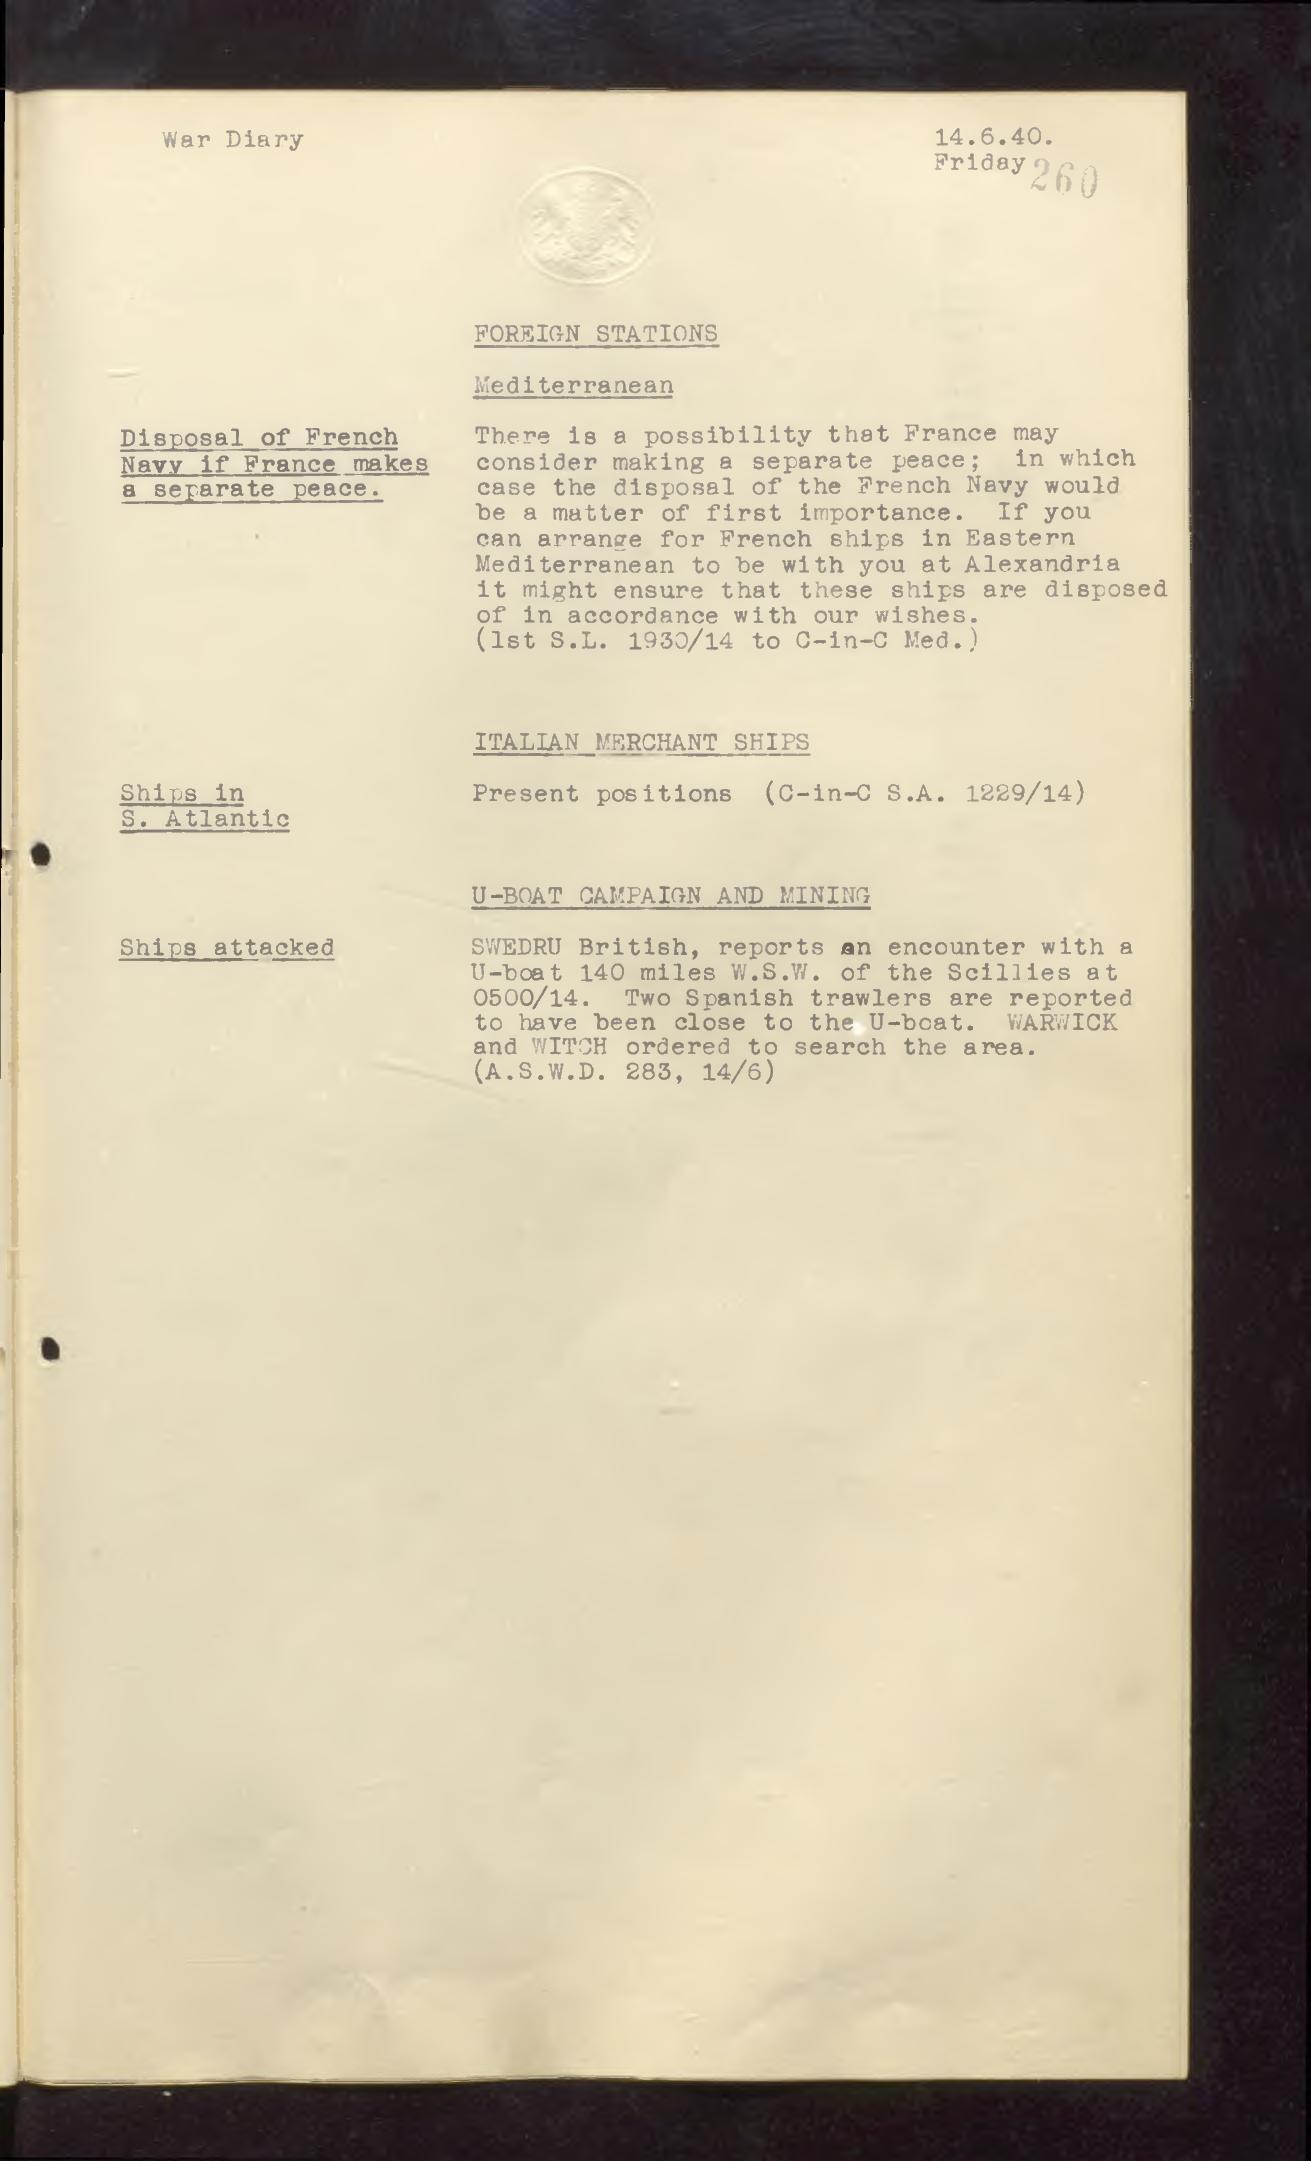 War Diary
14.6.40.
Friday 260
FOREIGN STATIONS
Mediterranean
Disposal of French
Navy if France makes
a separate peace.
There is a possibility that France may
consider making a separate peace; in which
case the disposal of the French Navy would
be a matter of first importance. If you
can arrange for French ships in Eastern
Mediterranean to be with you at Alexandria
it might ensure that these ships are disposed
of in accordance with our wishes.
(1st S.L. 1930/14 to C-in-C Med.)
ITALIAN MERCHANT SHIPS
Ships in
S. Atlantic
Present positions (C-in-C S.A. 1229/14)
U-BOAT CAMPAIGN AND MINING
Ships attacked
SWEDRU British, reports an encounter with a
U-boat 140 miles W.S.W. of the Scillies at
0500/14. Two Spanish trawlers are reported
to have been close to the U-boat. WARWICK
and WITCH ordered to search the area.
(A.S.W.D. 283, 14/6)